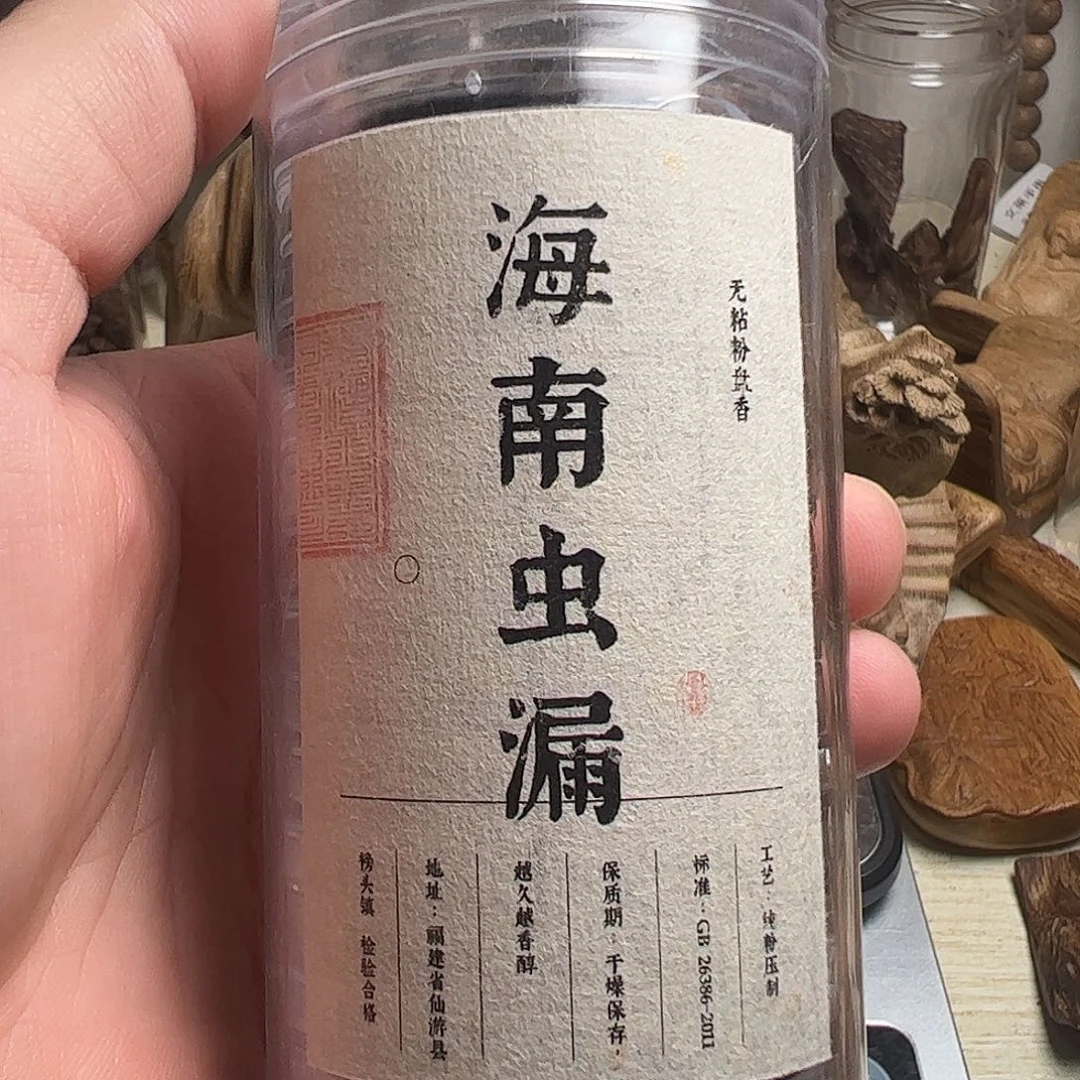 无粘粉盘香
海南虫漏
工艺:纯粉压制
标准:GB 26386-2011
保质期:干燥保存,
越久越香醇
地址:福建省仙游县
榜头镇 检验合格